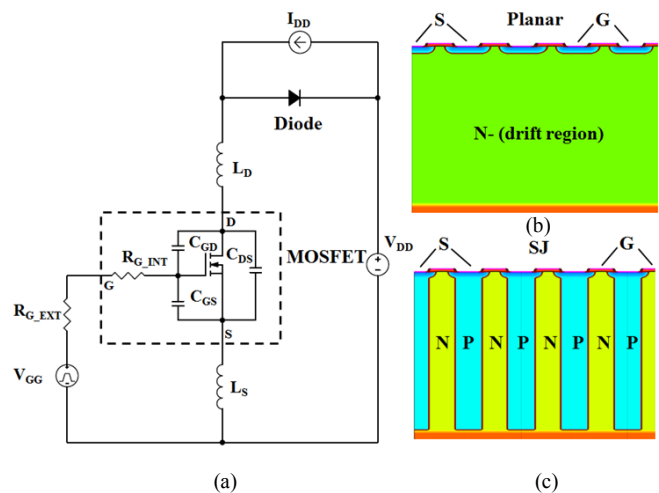 I_DD
Diode
L_D
D
C_GD
C_DS
R_G_INT
G
MOSFET
C_GS
S
R_G_EXT
V_GG
L_S
V_DD
(a)
S Planar G
N- (drift region)
(b)
S SJ G
N P N P N P N P
(c)